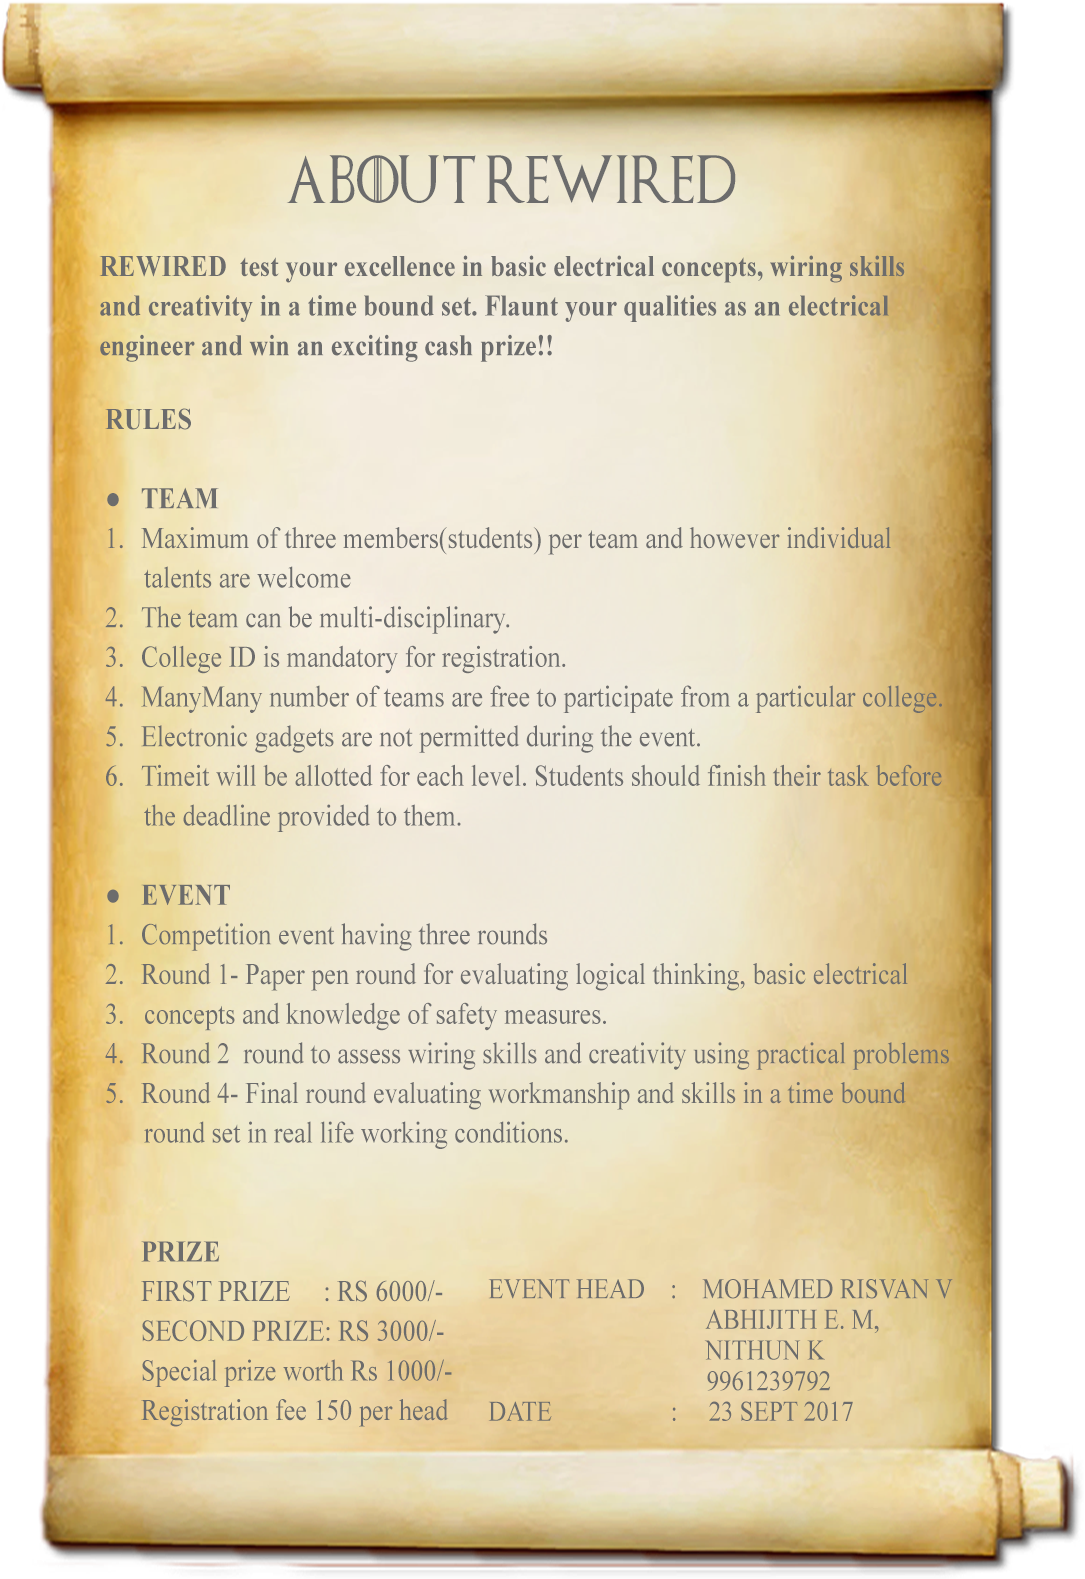 ABOUT REWIRED
REWIRED test your excellence in basic electrical concepts, wiring skills
and creativity in a time bound set. Flaunt your qualities as an electrical
engineer and win an exciting cash prize!!
RULES
● TEAM
1. Maximum of three members(students) per team and however individual
talents are welcome
2. The team can be multi-disciplinary.
3. College ID is mandatory for registration.
4. ManyMany number of teams are free to participate from a particular college.
5. Electronic gadgets are not permitted during the event.
6. Timeit will be allotted for each level. Students should finish their task before
the deadline provided to them.
● EVENT
1. Competition event having three rounds
2. Round 1- Paper pen round for evaluating logical thinking, basic electrical
3. concepts and knowledge of safety measures.
4. Round 2 round to assess wiring skills and creativity using practical problems
5. Round 4- Final round evaluating workmanship and skills in a time bound
round set in real life working conditions.
PRIZE
FIRST PRIZE : RS 6000/-
SECOND PRIZE: RS 3000/-
Special prize worth Rs 1000/-
Registration fee 150 per head
EVENT HEAD : MOHAMED RISVAN V
ABHIJITH E. M,
NITHUN K
9961239792
DATE : 23 SEPT 2017